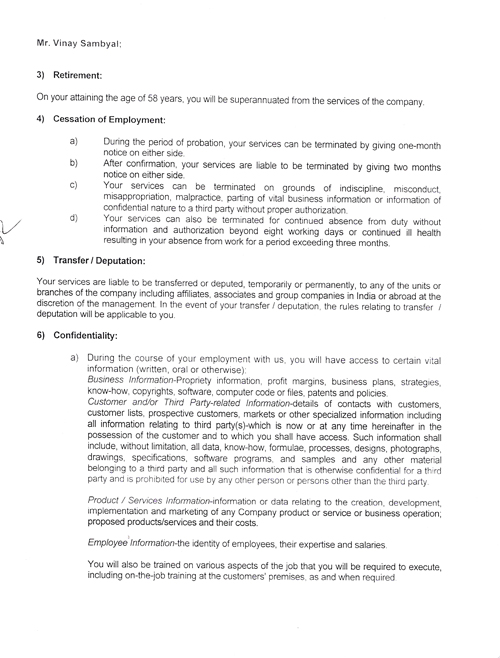 Mr. Vinay Sambyal:
3) Retirement:
On your attaining the age of 58 years, you will be superannuated from the services of the company.
4) Cessation of Employment:
a) During the period of probation, your services can be terminated by giving one-month
notice on either side.
b) After confirmation, your services are liable to be terminated by giving two months
notice on either side.
c) Your services can be terminated on grounds of indiscipline, misconduct,
misappropriation, malpractice, parting of vital business information or information of
confidential nature to a third party without proper authorization.
d) Your services can also be terminated for continued absence from duty without
information and authorization beyond eight working days or continued ill health
resulting in your absence from work for a period exceeding three months.
5) Transfer / Deputation:
Your services are liable to be transferred or deputed, temporarily or permanently, to any of the units or
branches of the company including affiliates, associates and group companies in India or abroad at the
discretion of the management. In the event of your transfer / deputation, the rules relating to transfer /
deputation will be applicable to you.
6) Confidentiality:
a) During the course of your employment with us, you will have access to certain vital
information (written, oral or otherwise):
Business Information-Propriety information, profit margins, business plans, strategies,
know-how, copyrights, software, computer code or files, patents and policies.
Customer and/or Third Party-related Information-details of contacts with customers,
customer lists, prospective customers, markets or other specialized information including
all information relating to third party(s)-which is now or at any time hereinafter in the
possession of the customer and to which you shall have access. Such information shall
include, without limitation, all data, know-how, formulae, processes, designs, photographs,
drawings, specifications, software programs, and samples and any other material
belonging to a third party and all such information that is otherwise confidential for a third
party and is prohibited for use by any other person or persons other than the third party.
Product / Services Information-information or data relating to the creation, development,
implementation and marketing of any Company product or service or business operation;
proposed products/services and their costs.
Employee Information-the identity of employees, their expertise and salaries.
You will also be trained on various aspects of the job that you will be required to execute,
including on-the-job training at the customers' premises, as and when required